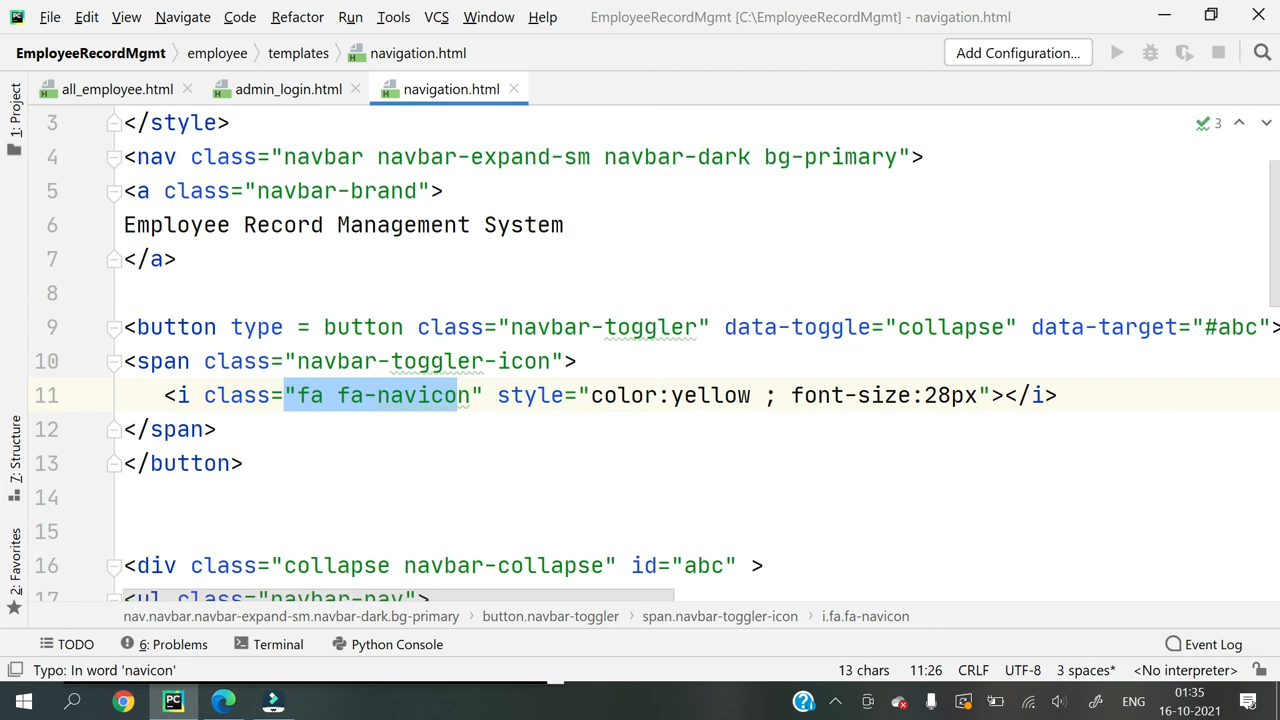 File Edit View Navigate Code Refactor Run Tools VCS Window Help EmployeeRecordMgmt [C:\EmployeeRecordMgmt] - navigation.html
EmployeeRecordMgmt employee templates navigation.html Add Configuration...
all_employee.html admin_login.html navigation.html
1: Project
7: Structure
2: Favorites
3 </style>
3
4 <nav class="navbar navbar-expand-sm navbar-dark bg-primary">
5 <a class="navbar-brand">
6 Employee Record Management System
7 </a>
8
9 <button type = button class="navbar-toggler" data-toggle="collapse" data-target="#abc">
10 <span class="navbar-toggler-icon">
11 <i class="fa fa-navicon" style="color:yellow ; font-size:28px"></i>
12 </span>
13 </button>
14
15
16 <div class="collapse navbar-collapse" id="abc" >
17 <ul class="navbar-nav">
nav.navbar.navbar-expand-sm.navbar-dark.bg-primary button.navbar-toggler span.navbar-toggler-icon i.fa.fa-navicon
TODO 6: Problems Terminal Python Console Event Log
Typo: In word 'navicon' 13 chars 11:26 CRLF UTF-8 3 spaces* <No interpreter>
PC ENG 01:35
16-10-2021